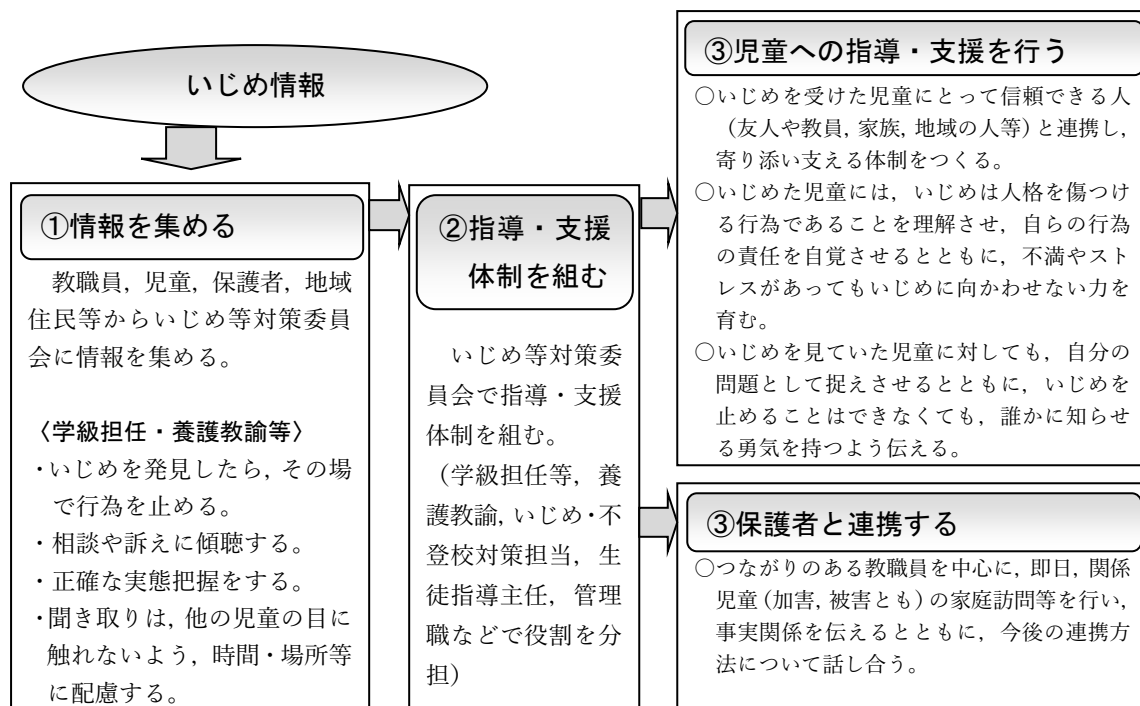 いじめ情報
①情報を集める
教職員，児童，保護者，地域
住民等からいじめ等対策委員
会に情報を集める。
〈学級担任・養護教諭等〉
・いじめを発見したら，その場
で行為を止める。
・相談や訴えに傾聴する。
・正確な実態把握をする。
・聞き取りは，他の児童の目に
触れないよう，時間・場所等
に配慮する。
②指導・支援
体制を組む
いじめ等対策委
員会で指導・支援
体制を組む。
（学級担任等，養
護教諭，いじめ・不
登校対策担当，生
徒指導主任，管理
職などで役割を分
担）
③児童への指導・支援を行う
○いじめを受けた児童にとって信頼できる人
（友人や教員，家族，地域の人等）と連携し，
寄り添い支える体制をつくる。
○いじめた児童には，いじめは人格を傷つけ
る行為であることを理解させ，自らの行為
の責任を自覚させるとともに，不満やスト
レスがあってもいじめに向かわせない力を
育む。
○いじめを見ていた児童に対しても，自分の
問題として捉えさせるとともに，いじめを
止めることはできなくても，誰かに知らせ
る勇気を持つよう伝える。
③保護者と連携する
○つながりのある教職員を中心に，即日，関係
児童（加害，被害とも）の家庭訪問等を行い，
事実関係を伝えるとともに，今後の連携方
法について話し合う。